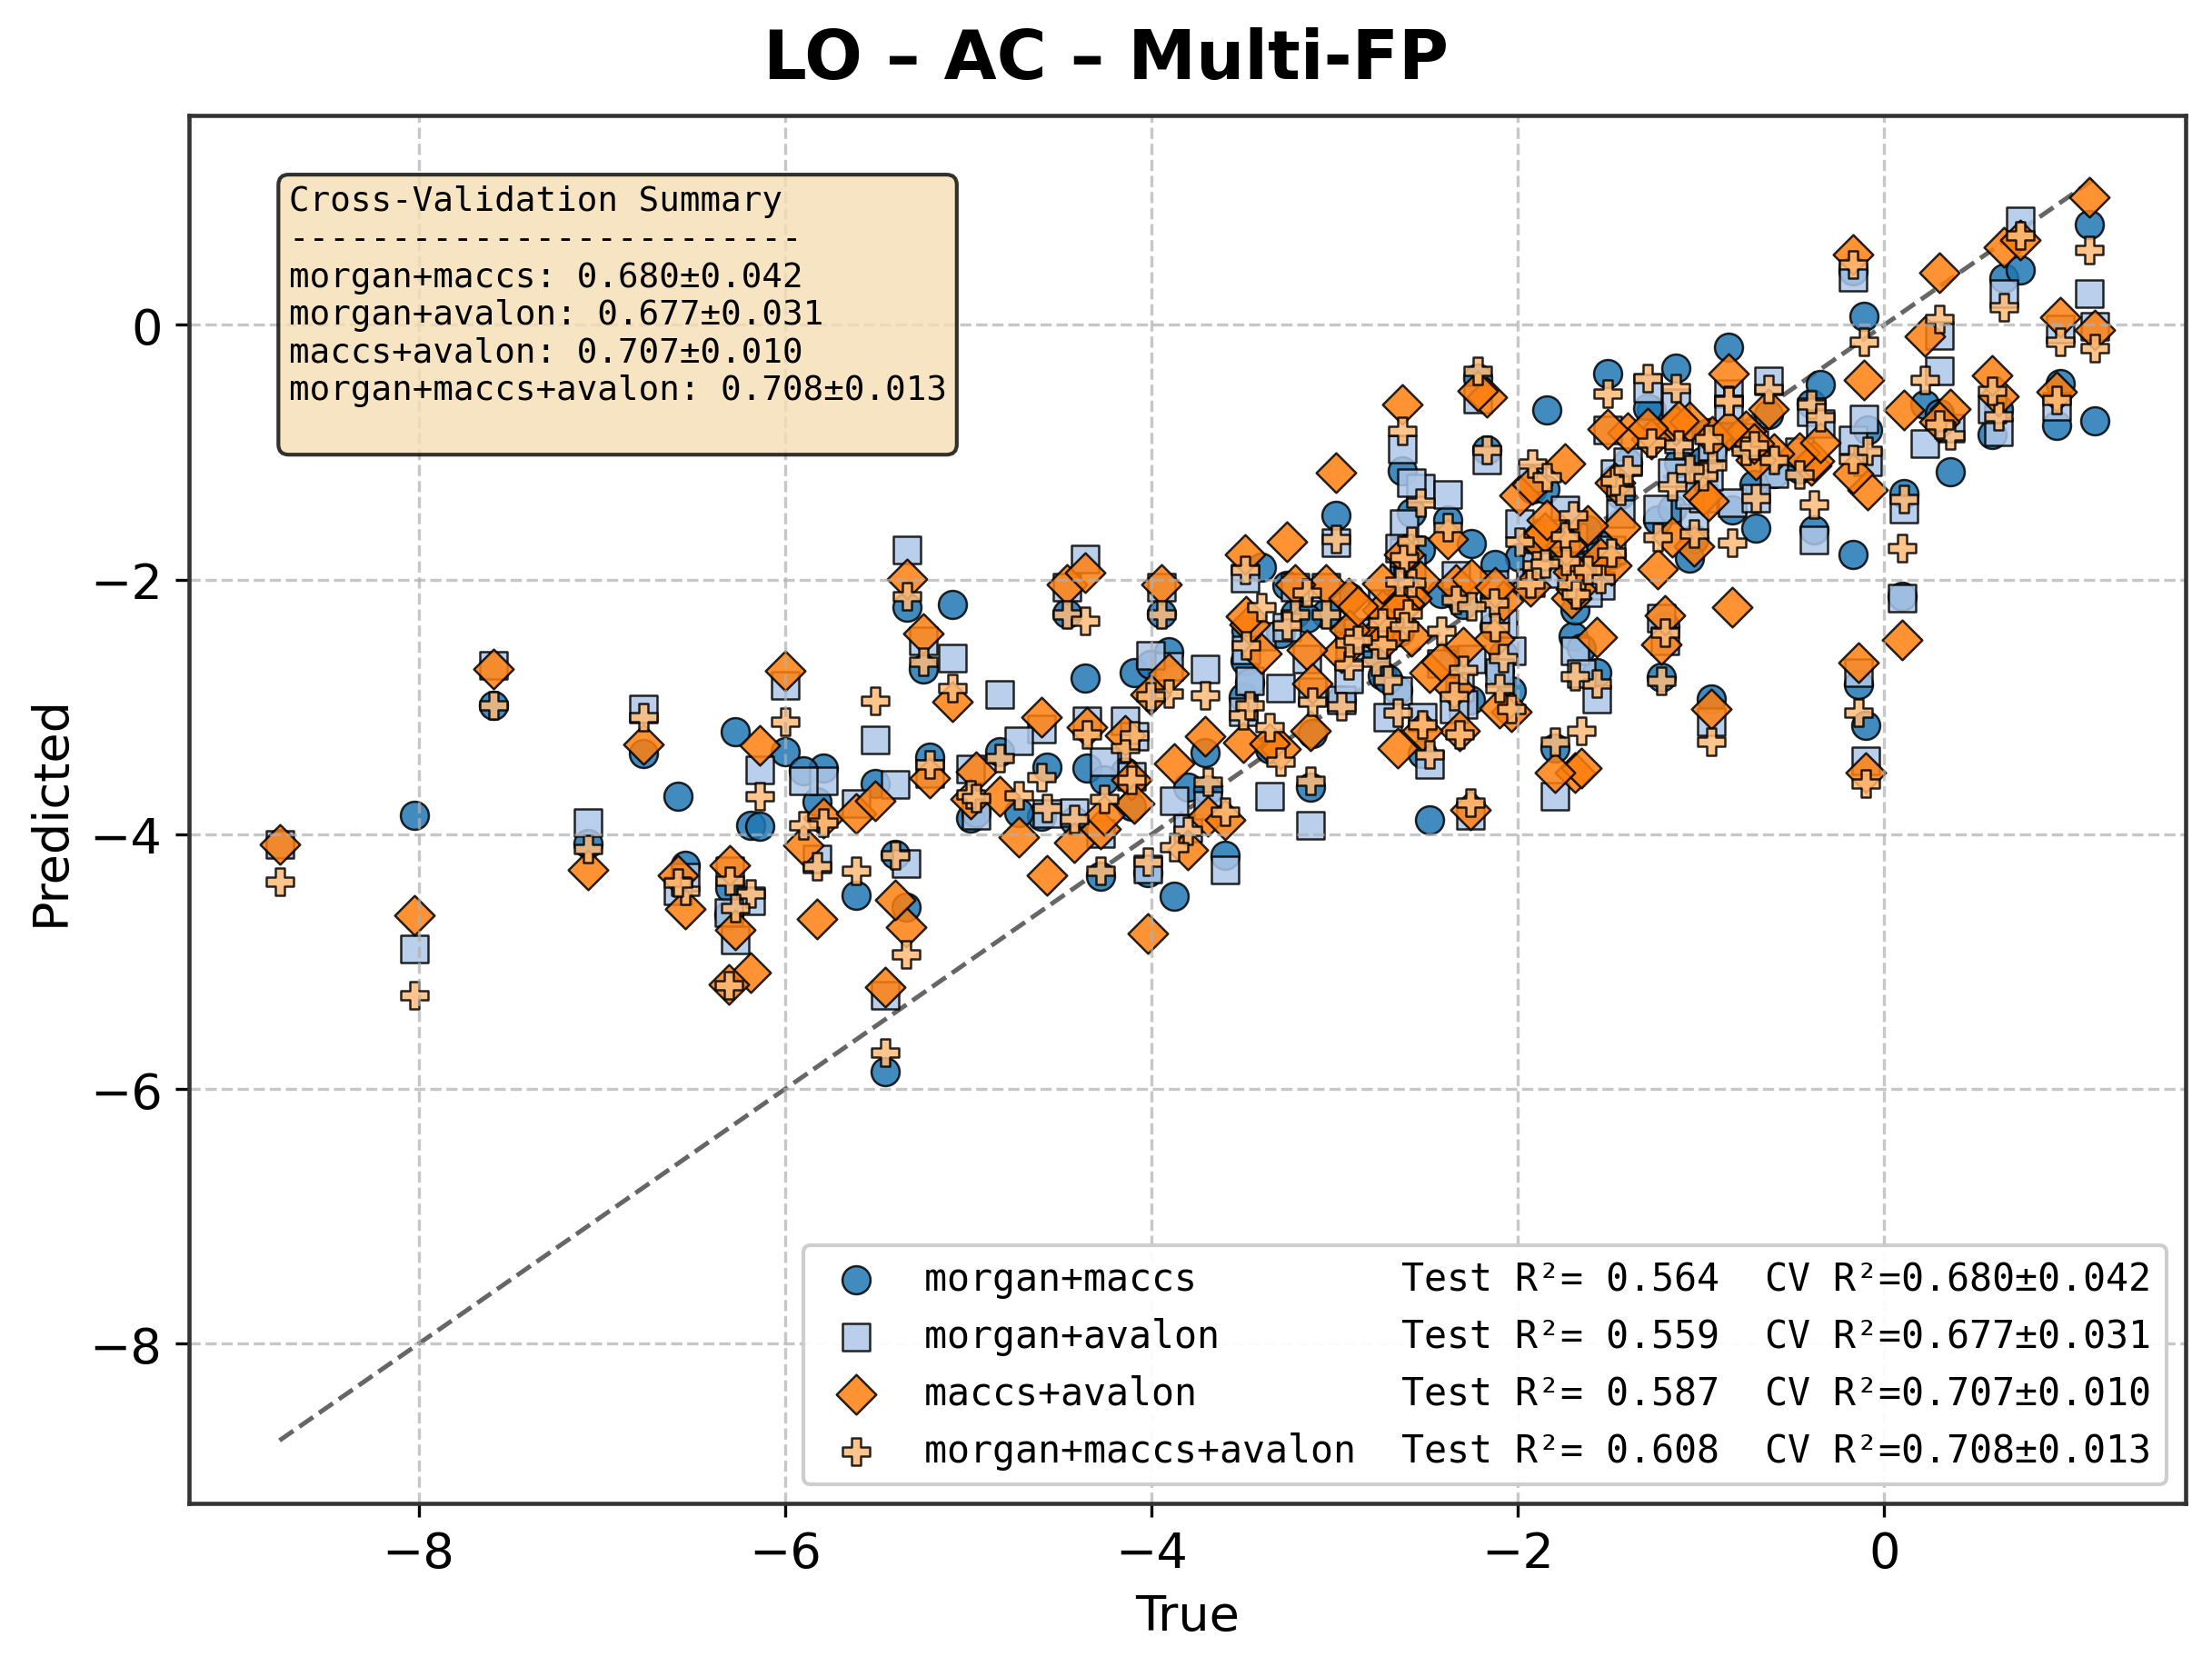 LO – AC – Multi-FP
Cross-Validation Summary
-------------------------
morgan+maccs: 0.680±0.042
morgan+avalon: 0.677±0.031
maccs+avalon: 0.707±0.010
morgan+maccs+avalon: 0.708±0.013
0
−2
−4
−6
−8
Predicted
morgan+maccs Test R²= 0.564 CV R²=0.680±0.042
morgan+avalon Test R²= 0.559 CV R²=0.677±0.031
maccs+avalon Test R²= 0.587 CV R²=0.707±0.010
morgan+maccs+avalon Test R²= 0.608 CV R²=0.708±0.013
−8 −6 −4 −2 0
True